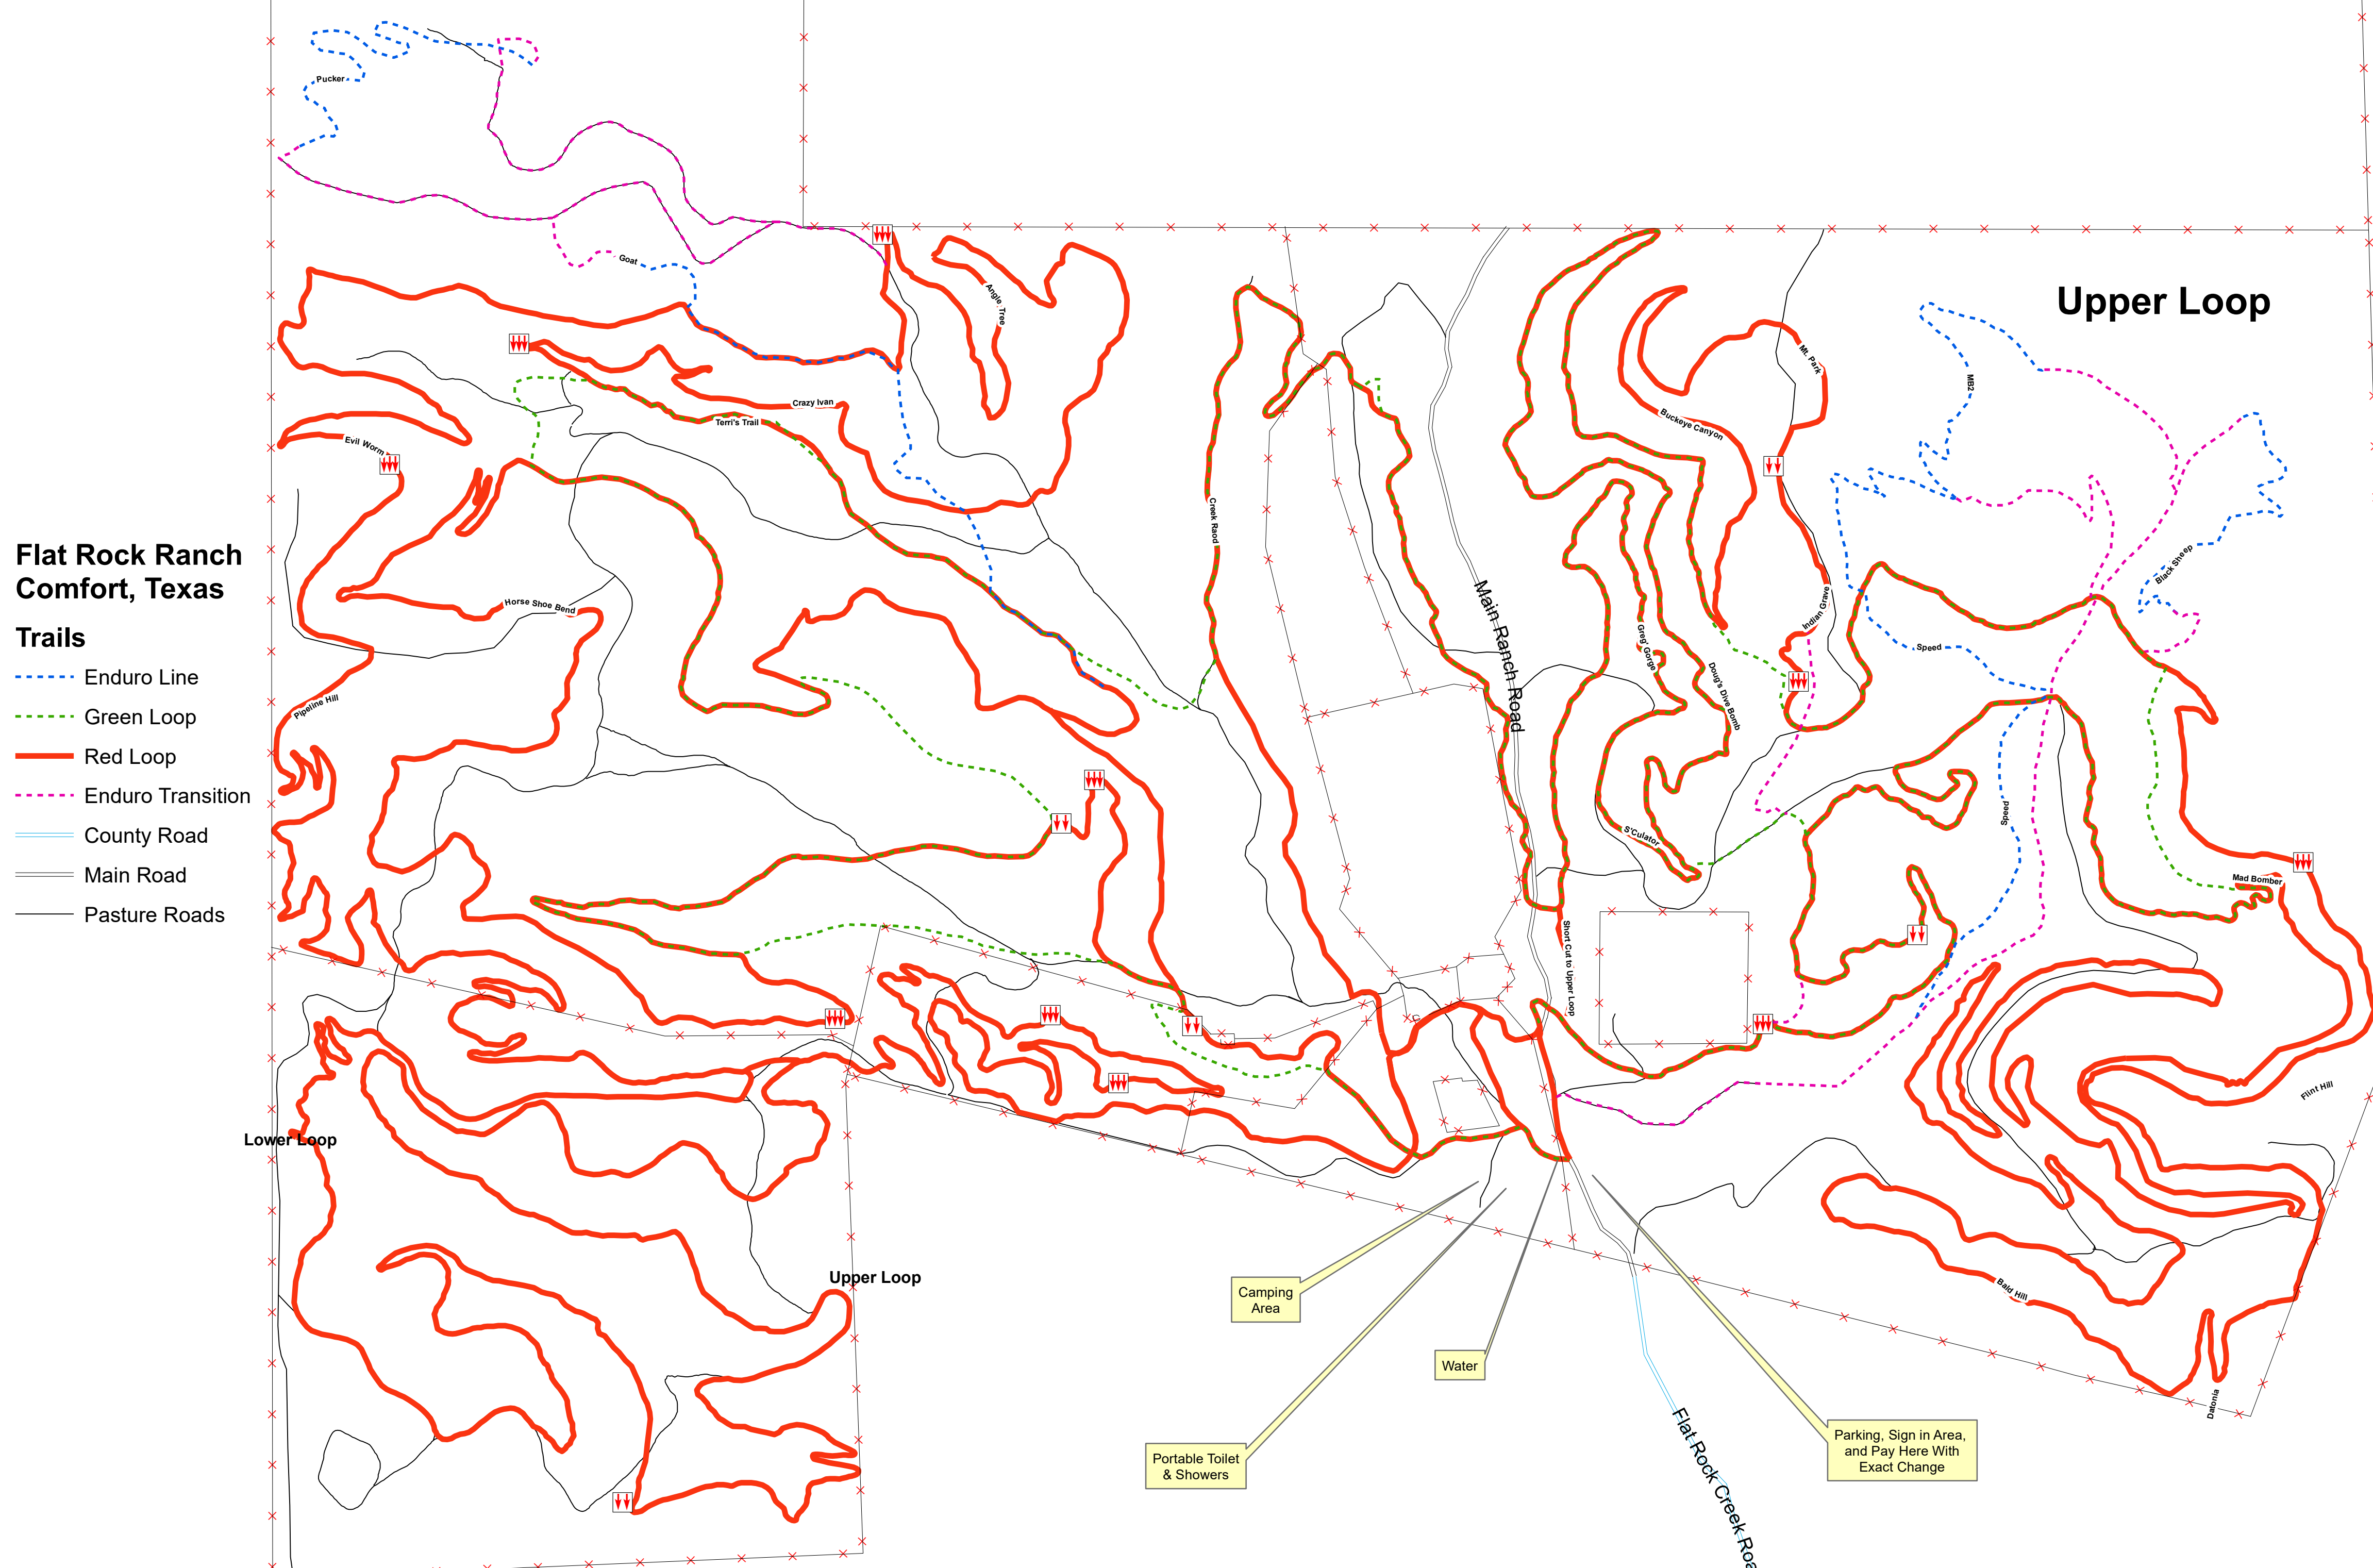 Flat Rock Ranch
Comfort, Texas
Trails
Enduro Line
Green Loop
Red Loop
Enduro Transition
County Road
Main Road
Pasture Roads
Pucker
Goat
Angle Tree
Crazy Ivan
Terri's Trail
Evil Worm
Horse Shoe Bend
Pipeline Hill
Creek Raod
Main Ranch Road
Upper Loop
Mt. Park
Buckeye Canyon
MB2
Black Sheep
Indian Grave
Greg' Gorge
Doug's Dive Bomb
Speed
Speed
S'Culator
Mad Bomber
Short Cut to Upper Loop
Flint Hill
Bald Hill
Datonia
Lower Loop
Upper Loop
Camping
Area
Water
Portable Toilet
& Showers
Parking, Sign in Area,
and Pay Here With
Exact Change
Flat Rock Creek Roa